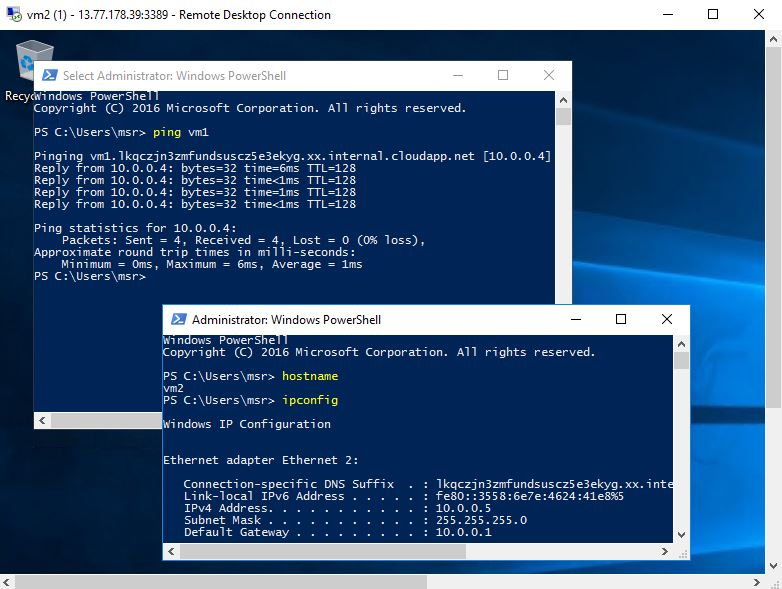 vm2 (1) - 13.77.178.39:3389 - Remote Desktop Connection
Select Administrator: Windows PowerShell
Recyc
Windows PowerShell
Copyright (C) 2016 Microsoft Corporation. All rights reserved.
PS C:\Users\msr> ping vm1
Pinging vm1.lkqczjn3zmfundsuscz5e3ekyg.xx.internal.cloudapp.net [10.0.0.4]
Reply from 10.0.0.4: bytes=32 time=6ms TTL=128
Reply from 10.0.0.4: bytes=32 time<1ms TTL=128
Reply from 10.0.0.4: bytes=32 time=1ms TTL=128
Reply from 10.0.0.4: bytes=32 time<1ms TTL=128
Ping statistics for 10.0.0.4:
Packets: Sent = 4, Received = 4, Lost = 0 (0% loss),
Approximate round trip times in milli-seconds:
Minimum = 0ms, Maximum = 6ms, Average = 1ms
PS C:\Users\msr>
Administrator: Windows PowerShell
Windows PowerShell
Copyright (C) 2016 Microsoft Corporation. All rights reserved.
PS C:\Users\msr> hostname
vm2
PS C:\Users\msr> ipconfig
Windows IP Configuration
Ethernet adapter Ethernet 2:
Connection-specific DNS Suffix . : lkqczjn3zmfundsuscz5e3ekyg.xx.inte
Link-local IPv6 Address . . . . . : fe80::3558:6e7e:4624:41e8%5
IPv4 Address. . . . . . . . . . . : 10.0.0.5
Subnet Mask . . . . . . . . . . . : 255.255.255.0
Default Gateway . . . . . . . . . : 10.0.0.1